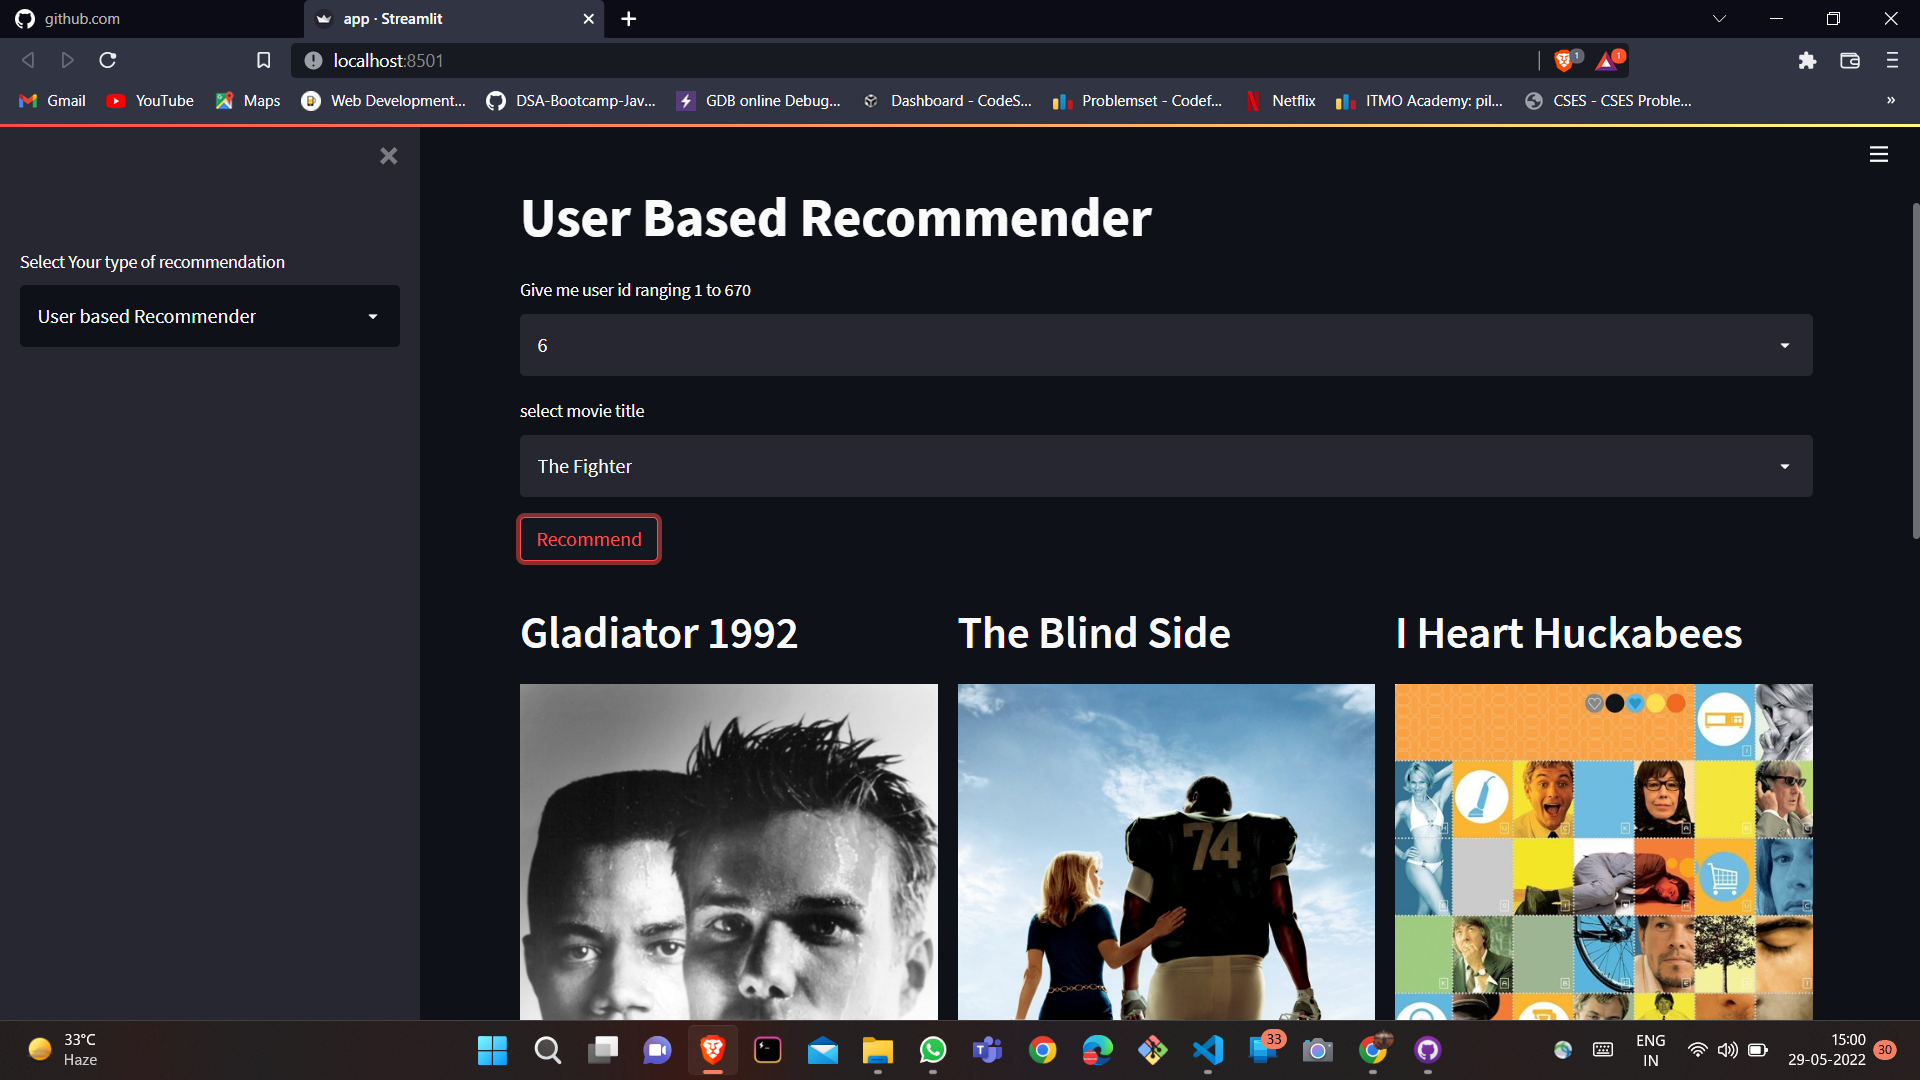 github.com
app · Streamlit
localhost:8501
1
1
Gmail
YouTube
Maps
Web Development...
DSA-Bootcamp-Jav...
GDB online Debug...
Dashboard - CodeS...
Problemset - Codef...
Netflix
ITMO Academy: pil...
CSES - CSES Proble...
»
Select Your type of recommendation
User based Recommender
User Based Recommender
Give me user id ranging 1 to 670
6
select movie title
The Fighter
Recommend
Gladiator 1992
The Blind Side
I Heart Huckabees
74
33°C
Haze
33
ENG
IN
15:00
29-05-2022
30